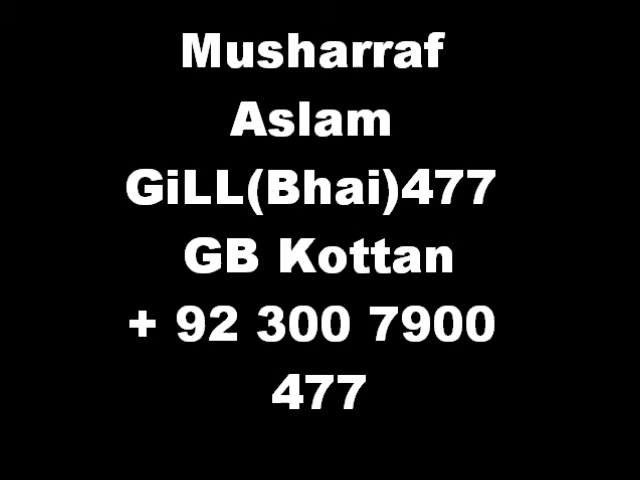 Musharraf
Aslam
GiLL(Bhai)477
GB Kottan
+ 92 300 7900
477